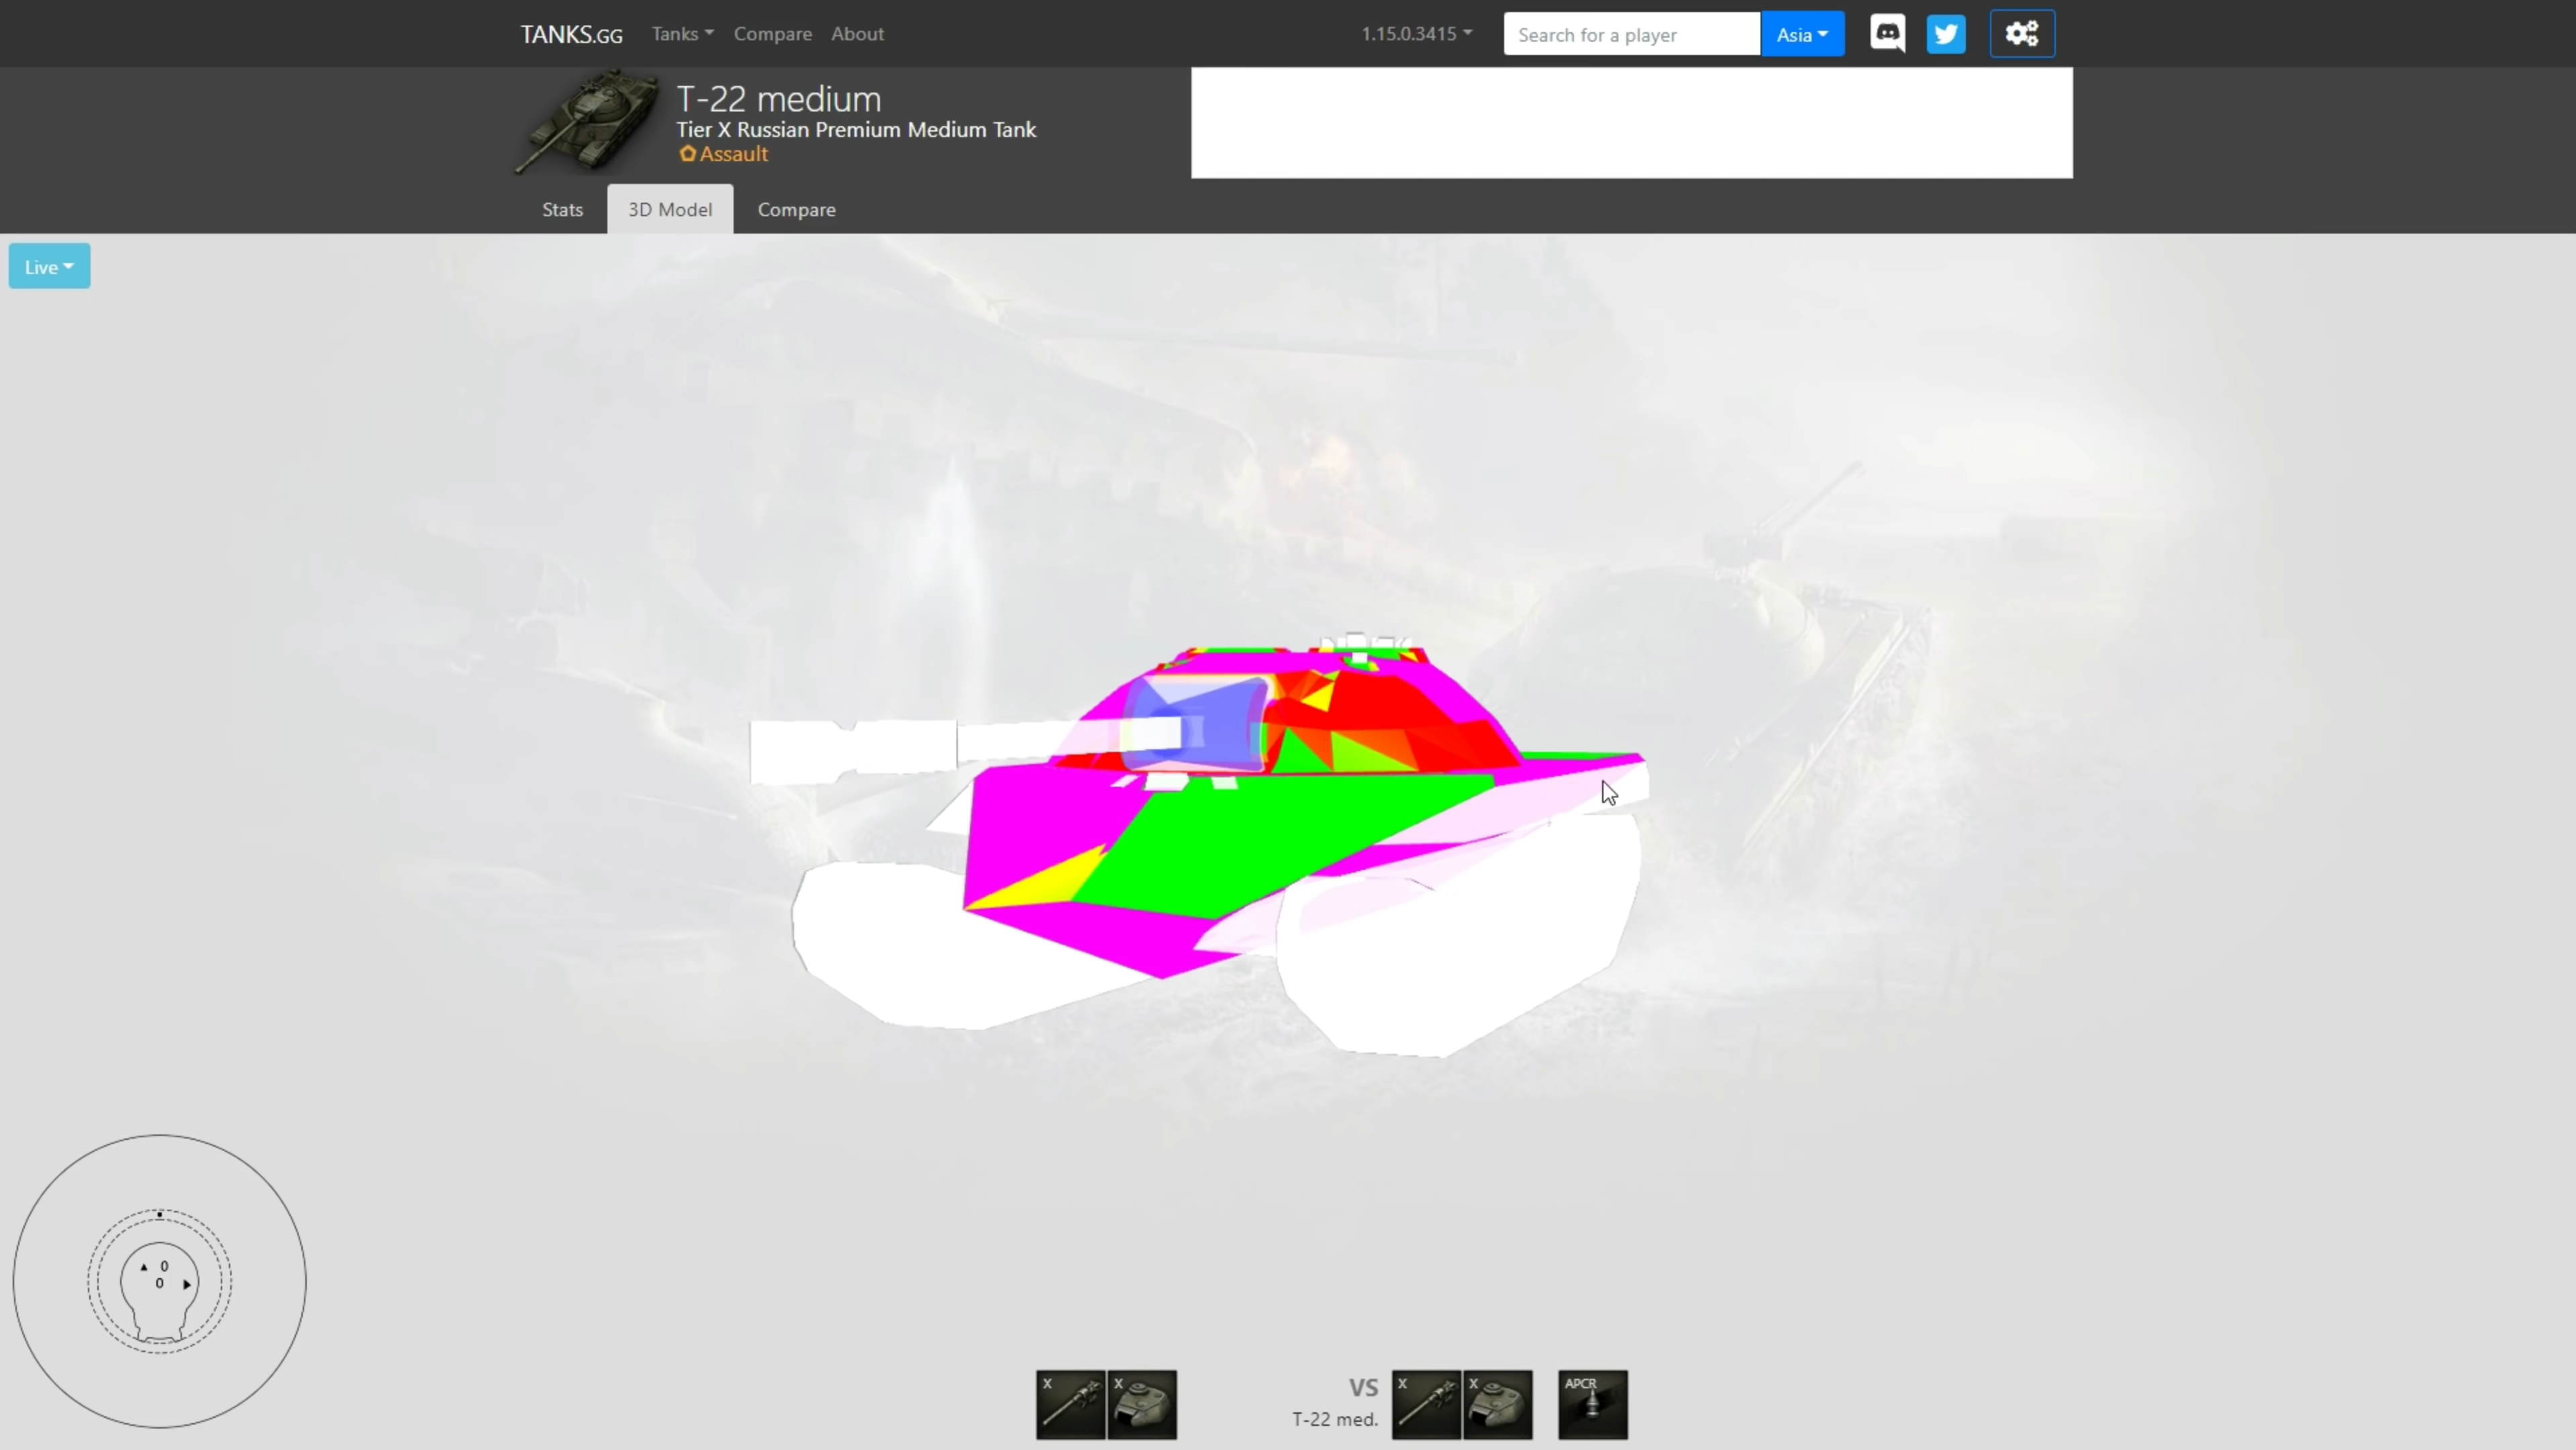 TANKS.GG Tanks Compare About 1.15.0.3415 Search for a player Asia
T-22 medium
Tier X Russian Premium Medium Tank
Assault
Stats 3D Model Compare
Live
0
0
X X VS X X APCR
T-22 med.